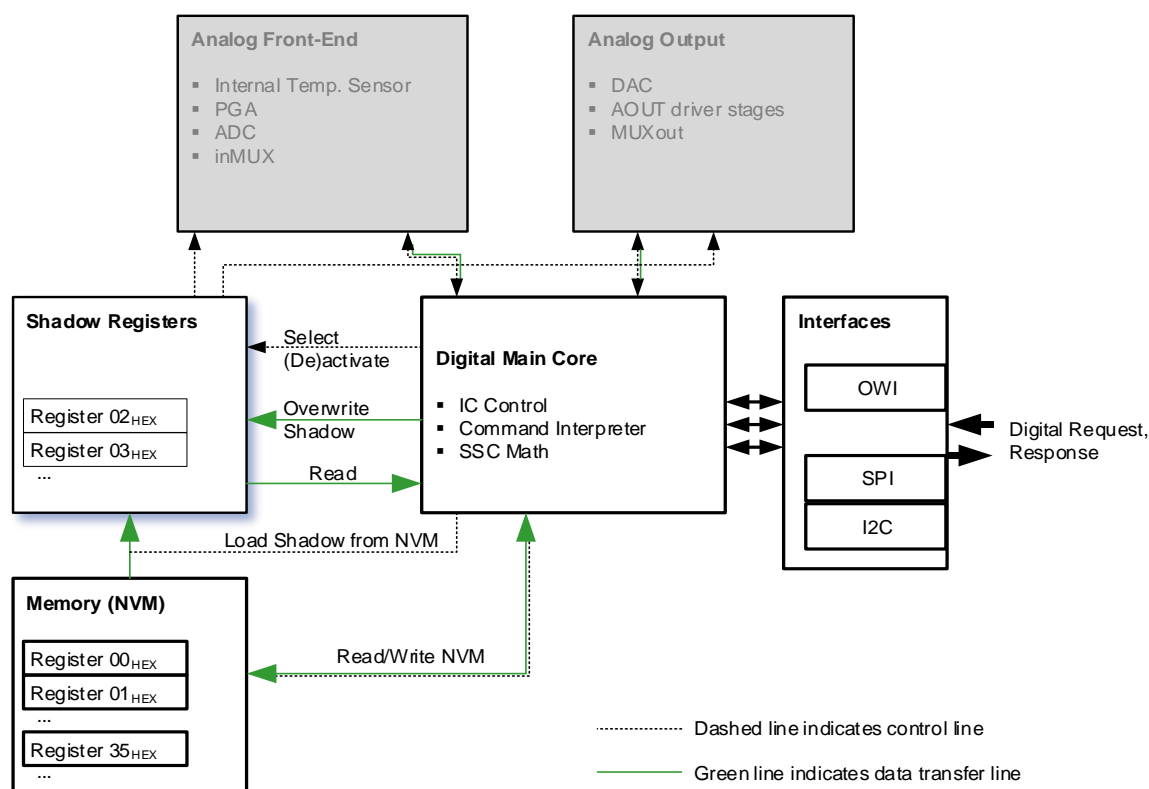 Analog Front-End
▪ Internal Temp. Sensor
▪ PGA
▪ ADC
▪ inMUX
Analog Output
▪ DAC
▪ AOUT driver stages
▪ MUXout
Shadow Registers
Register 02HEX
Register 03HEX
...
Select
(De)activate
Overwrite
Shadow
Read
Digital Main Core
▪ IC Control
▪ Command Interpreter
▪ SSC Math
Interfaces
OWI
SPI
I2C
Digital Request,
Response
Load Shadow from NVM
Memory (NVM)
Register 00HEX
Register 01HEX
...
Register 35HEX
...
Read/Write NVM
Dashed line indicates control line
Green line indicates data transfer line